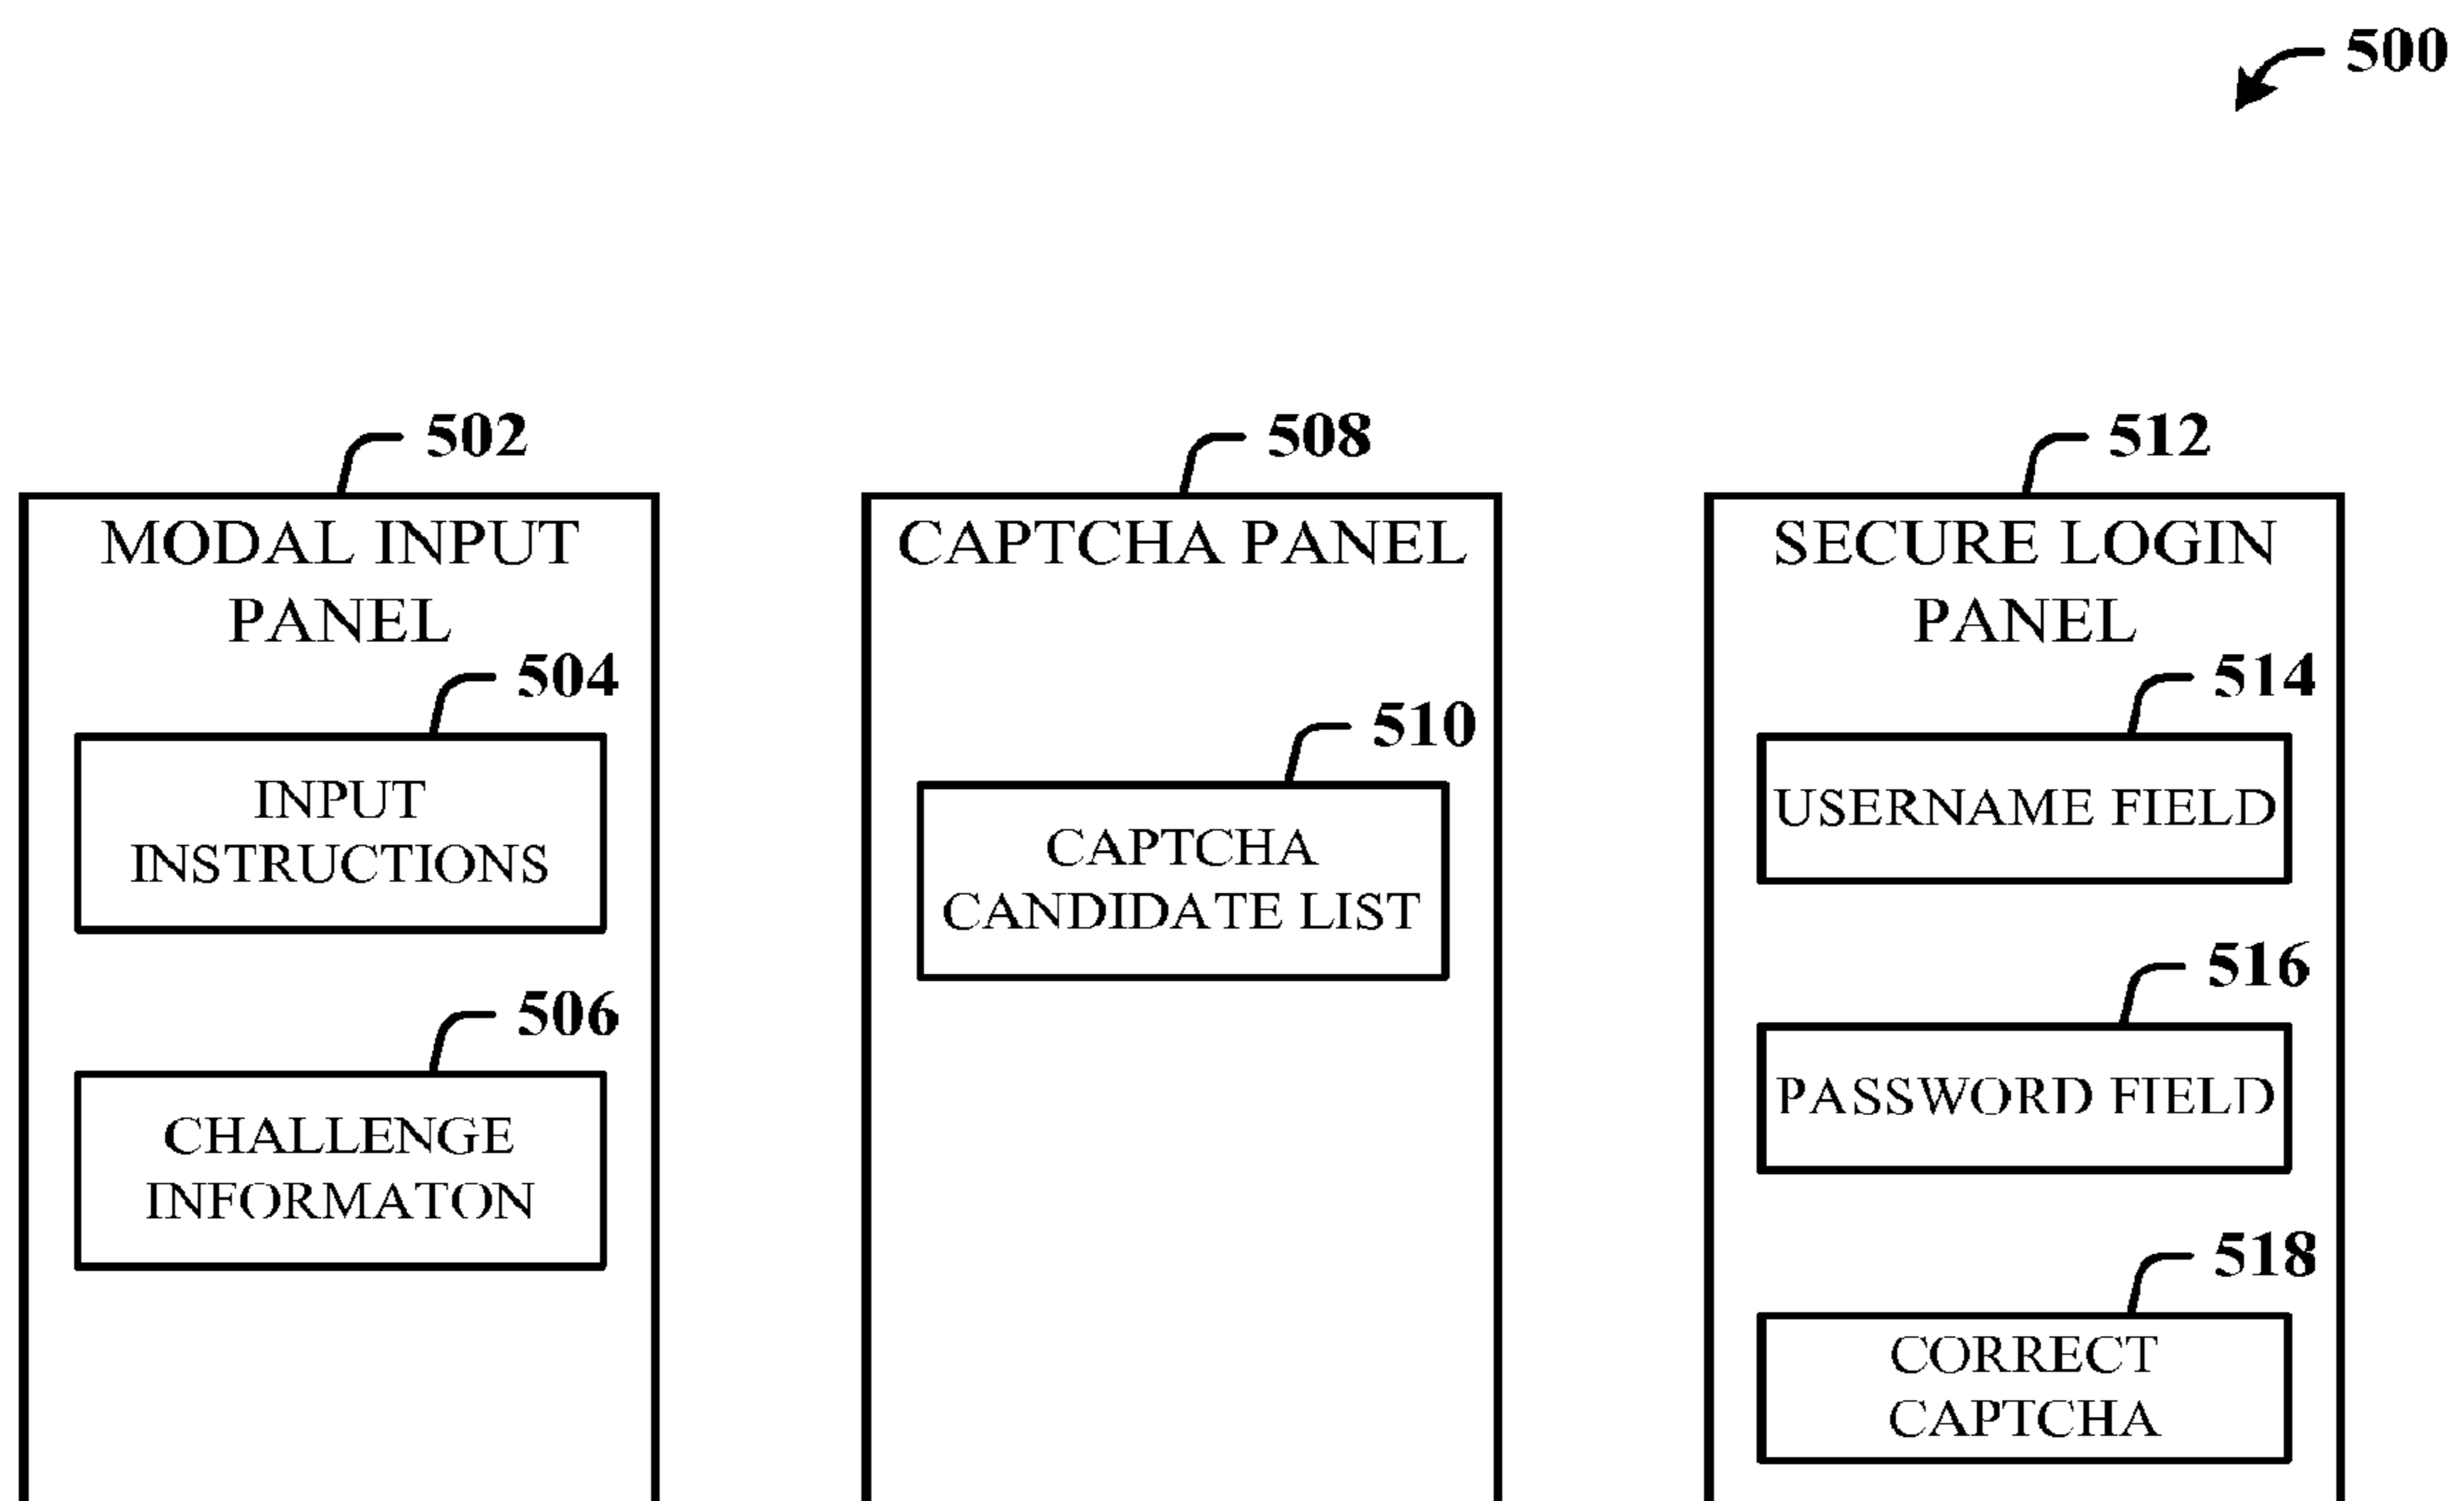 500
502
MODAL INPUT
PANEL
504
INPUT
INSTRUCTIONS
506
CHALLENGE
INFORMATON
508
CAPTCHA PANEL
510
CAPTCHA
CANDIDATE LIST
512
SECURE LOGIN
PANEL
514
USERNAME FIELD
516
PASSWORD FIELD
518
CORRECT
CAPTCHA